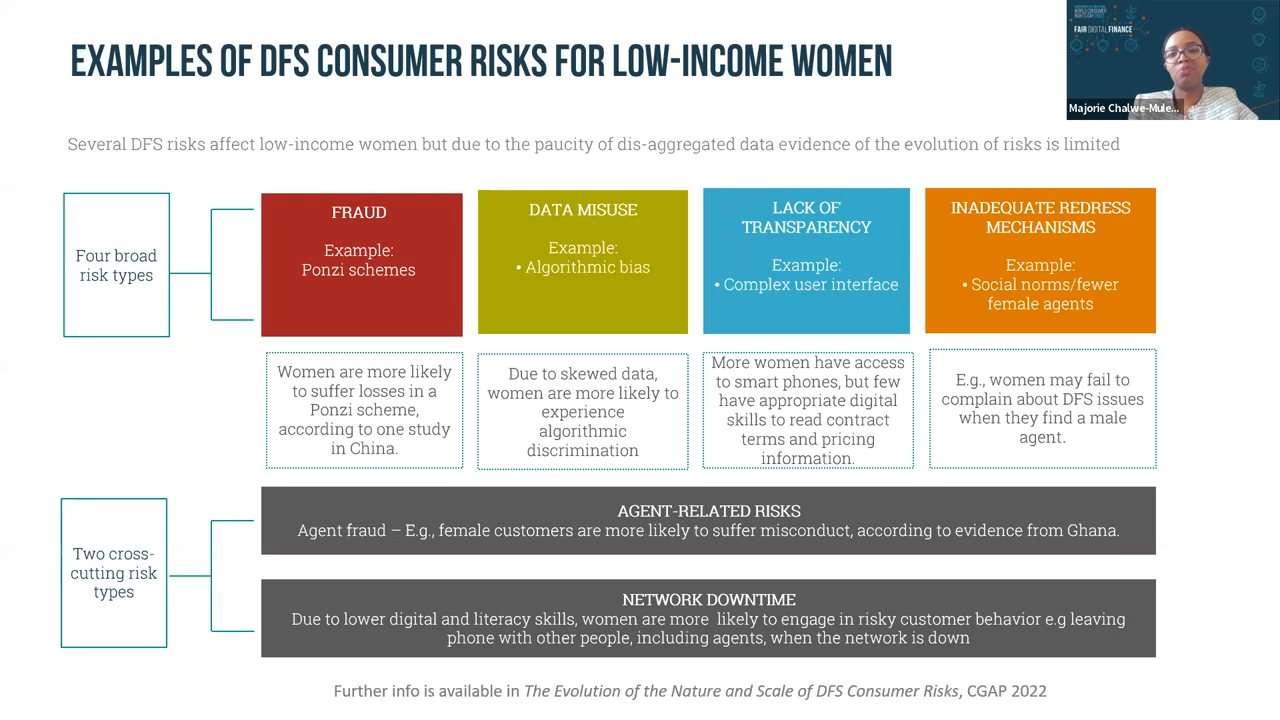 EXAMPLES OF DFS CONSUMER RISKS FOR LOW-INCOME WOMEN
WORLD CONSUMER
RIGHTS DAY 2022
FAIR DIGITAL FINANCE
Majorie Chalwe-Mule...
Several DFS risks affect low-income women but due to the paucity of dis-aggregated data evidence of the evolution of risks is limited
Four broad
risk types
FRAUD
Example:
Ponzi schemes
DATA MISUSE
Example:
• Algorithmic bias
LACK OF
TRANSPARENCY
Example:
• Complex user interface
INADEQUATE REDRESS
MECHANISMS
Example:
• Social norms/fewer
female agents
Women are more likely
to suffer losses in a
Ponzi scheme,
according to one study
in China.
Due to skewed data,
women are more likely to
experience
algorithmic
discrimination
More women have access
to smart phones, but few
have appropriate digital
skills to read contract
terms and pricing
information.
E.g., women may fail to
complain about DFS issues
when they find a male
agent.
Two cross-
cutting risk
types
AGENT-RELATED RISKS
Agent fraud – E.g., female customers are more likely to suffer misconduct, according to evidence from Ghana.
NETWORK DOWNTIME
Due to lower digital and literacy skills, women are more likely to engage in risky customer behavior e.g leaving
phone with other people, including agents, when the network is down
Further info is available in The Evolution of the Nature and Scale of DFS Consumer Risks, CGAP 2022